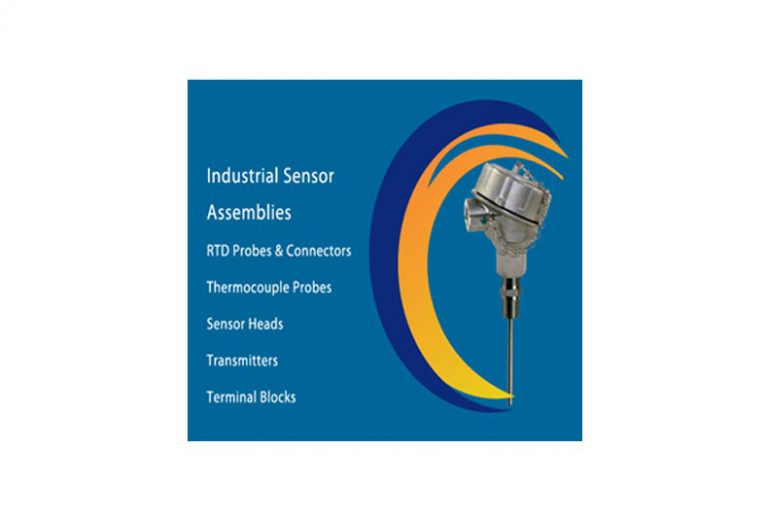 Industrial Sensor
Assemblies
RTD Probes & Connectors
Thermocouple Probes
Sensor Heads
Transmitters
Terminal Blocks